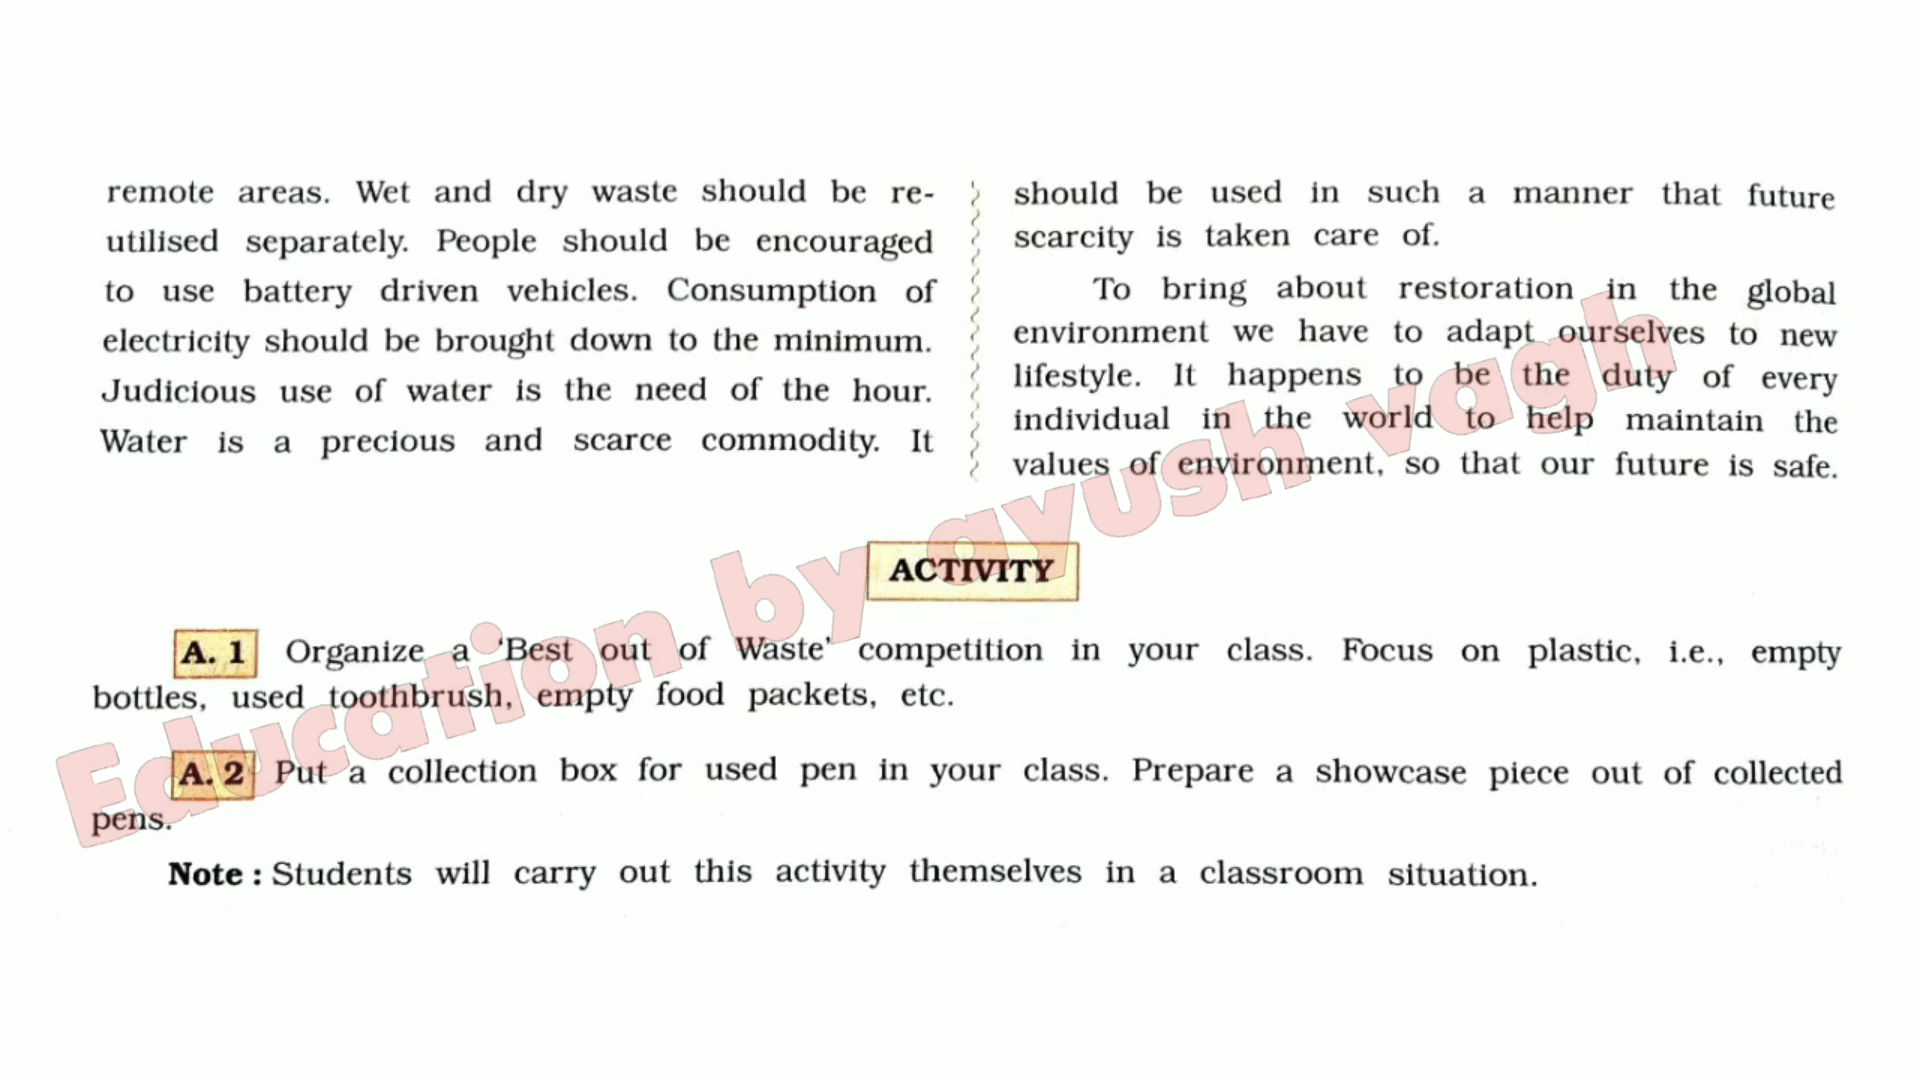 remote areas. Wet and dry waste should be re-
utilised separately. People should be encouraged
to use battery driven vehicles. Consumption of
electricity should be brought down to the minimum.
Judicious use of water is the need of the hour.
Water is a precious and scarce commodity. It
should be used in such a manner that future
scarcity is taken care of.
To bring about restoration in the global
environment we have to adapt ourselves to new
lifestyle. It happens to be the duty of every
individual in the world to help maintain the
values of environment, so that our future is safe.
ACTIVITY
A. 1 Organize a ‘Best out of Waste’ competition in your class. Focus on plastic, i.e., empty
bottles, used toothbrush, empty food packets, etc.
A. 2 Put a collection box for used pen in your class. Prepare a showcase piece out of collected
pens.
Note : Students will carry out this activity themselves in a classroom situation.
Education by ayush vagh